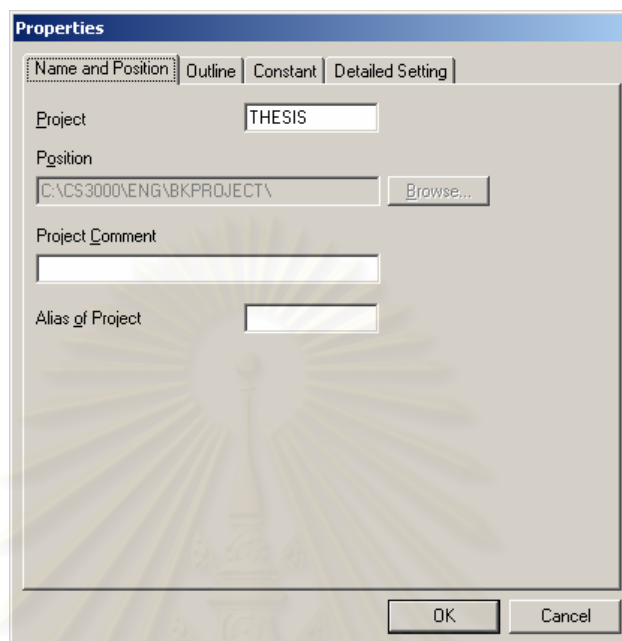 Properties
Name and Position Outline Constant Detailed Setting
Project THESIS
Position
C:\CS3000\ENG\BKPROJECT\ Browse...
Project Comment
Alias of Project
OK Cancel